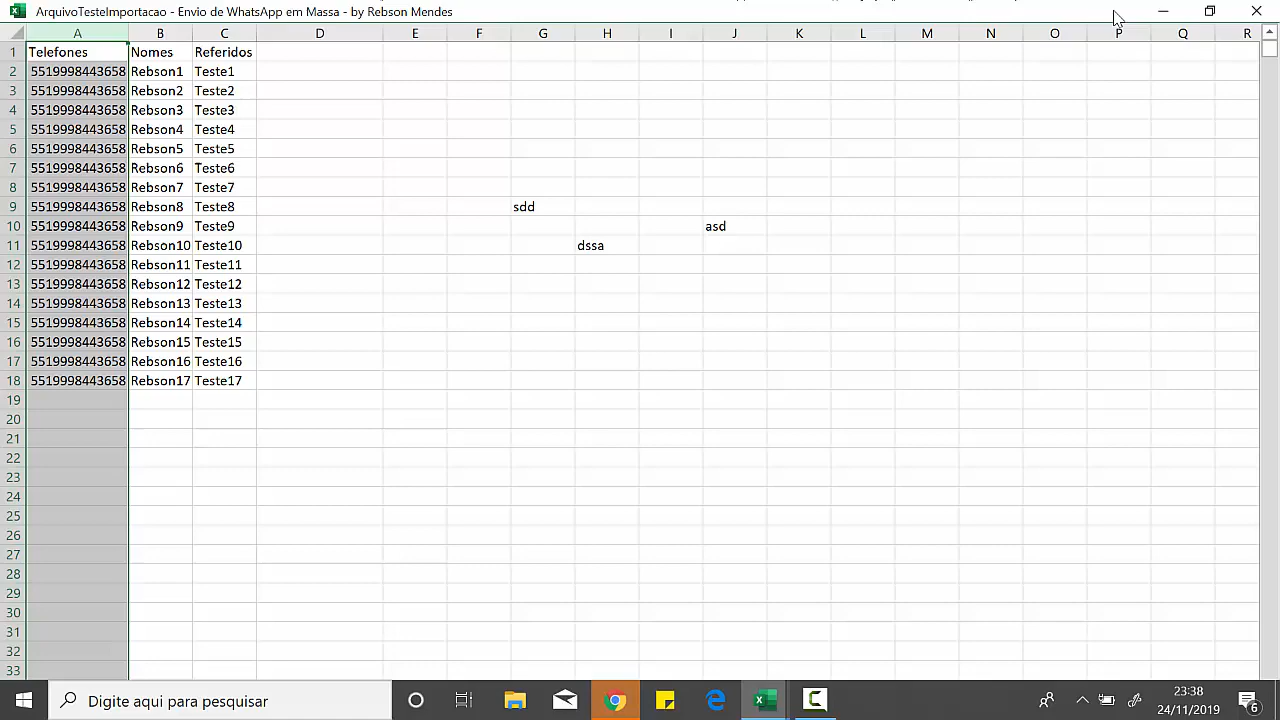 ArquivoTesteImportacao - Envio de WhatsApp em Massa - by Rebson Mendes
A B C D E F G H I J K L M N O P Q R
1 Telefones Nomes Referidos
2 5519998443658 Rebson1 Teste1
3 5519998443658 Rebson2 Teste2
4 5519998443658 Rebson3 Teste3
5 5519998443658 Rebson4 Teste4
6 5519998443658 Rebson5 Teste5
7 5519998443658 Rebson6 Teste6
8 5519998443658 Rebson7 Teste7
9 5519998443658 Rebson8 Teste8 sdd
10 5519998443658 Rebson9 Teste9 asd
11 5519998443658 Rebson10 Teste10 dssa
12 5519998443658 Rebson11 Teste11
13 5519998443658 Rebson12 Teste12
14 5519998443658 Rebson13 Teste13
15 5519998443658 Rebson14 Teste14
16 5519998443658 Rebson15 Teste15
17 5519998443658 Rebson16 Teste16
18 5519998443658 Rebson17 Teste17
19
20
21
22
23
24
25
26
27
28
29
30
31
32
33
Digite aqui para pesquisar
23:38
24/11/2019
6